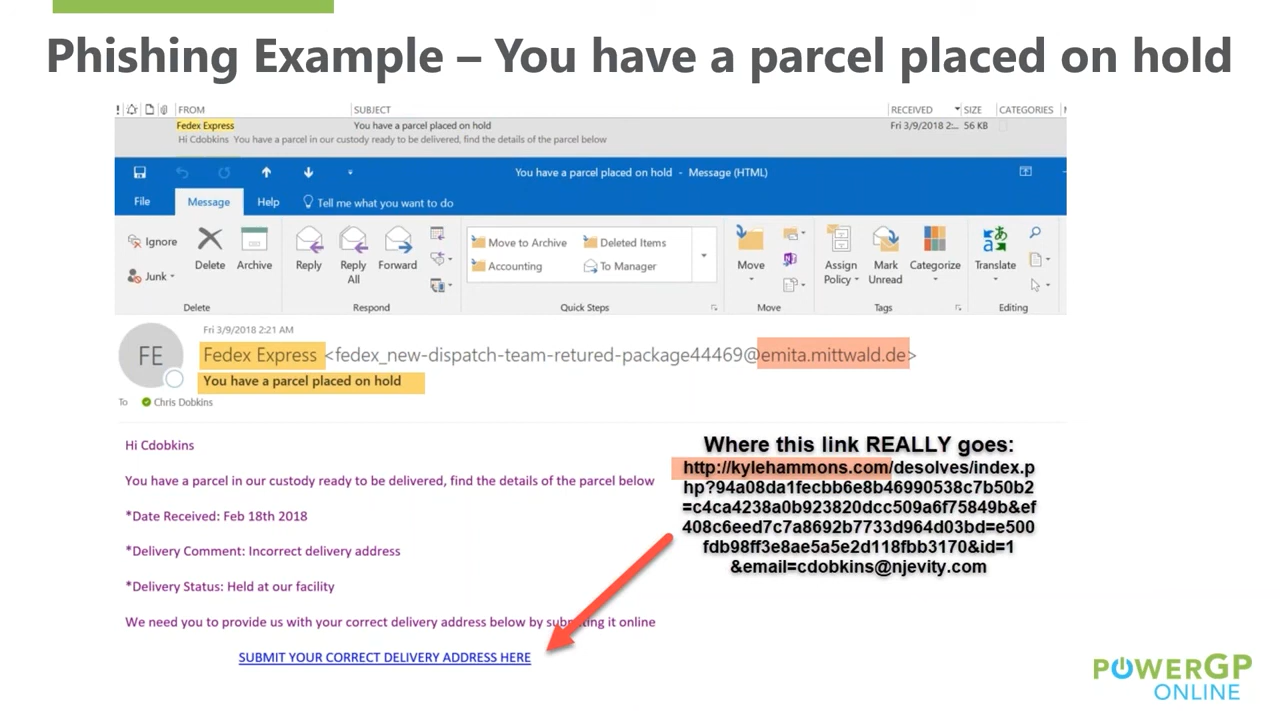 Phishing Example – You have a parcel placed on hold
! FROM SUBJECT RECEIVED SIZE CATEGORIES
Fedex Express You have a parcel placed on hold Fri 3/9/2018 2:... 56 KB
Hi Cdobkins You have a parcel in our custody ready to be delivered, find the details of the parcel below
You have a parcel placed on hold - Message (HTML)
File Message Help Tell me what you want to do
Ignore
Junk
Delete
Archive
Reply
Reply All
Forward
Move to Archive Deleted Items
Accounting To Manager
Move
Assign Policy
Mark Unread
Categorize
Translate
Delete Respond Quick Steps Move Tags Editing
Fri 3/9/2018 2:21 AM
FE
Fedex Express <fedex_new-dispatch-team-retured-package44469@emita.mittwald.de>
You have a parcel placed on hold
To Chris Dobkins
Hi Cdobkins
You have a parcel in our custody ready to be delivered, find the details of the parcel below
*Date Received: Feb 18th 2018
*Delivery Comment: Incorrect delivery address
*Delivery Status: Held at our facility
We need you to provide us with your correct delivery address below by submitting it online
SUBMIT YOUR CORRECT DELIVERY ADDRESS HERE
Where this link REALLY goes:
http://kylehammons.com/desolves/index.p
hp?94a08da1fecbb6e8b46990538c7b50b2
=c4ca4238a0b923820dcc509a6f75849b&ef
408c6eed7c7a8692b7733d964d03bd=e500
fdb98ff3e8ae5a5e2d118fbb3170&id=1
&email=cdobkins@njevity.com
POWERGP
ONLINE